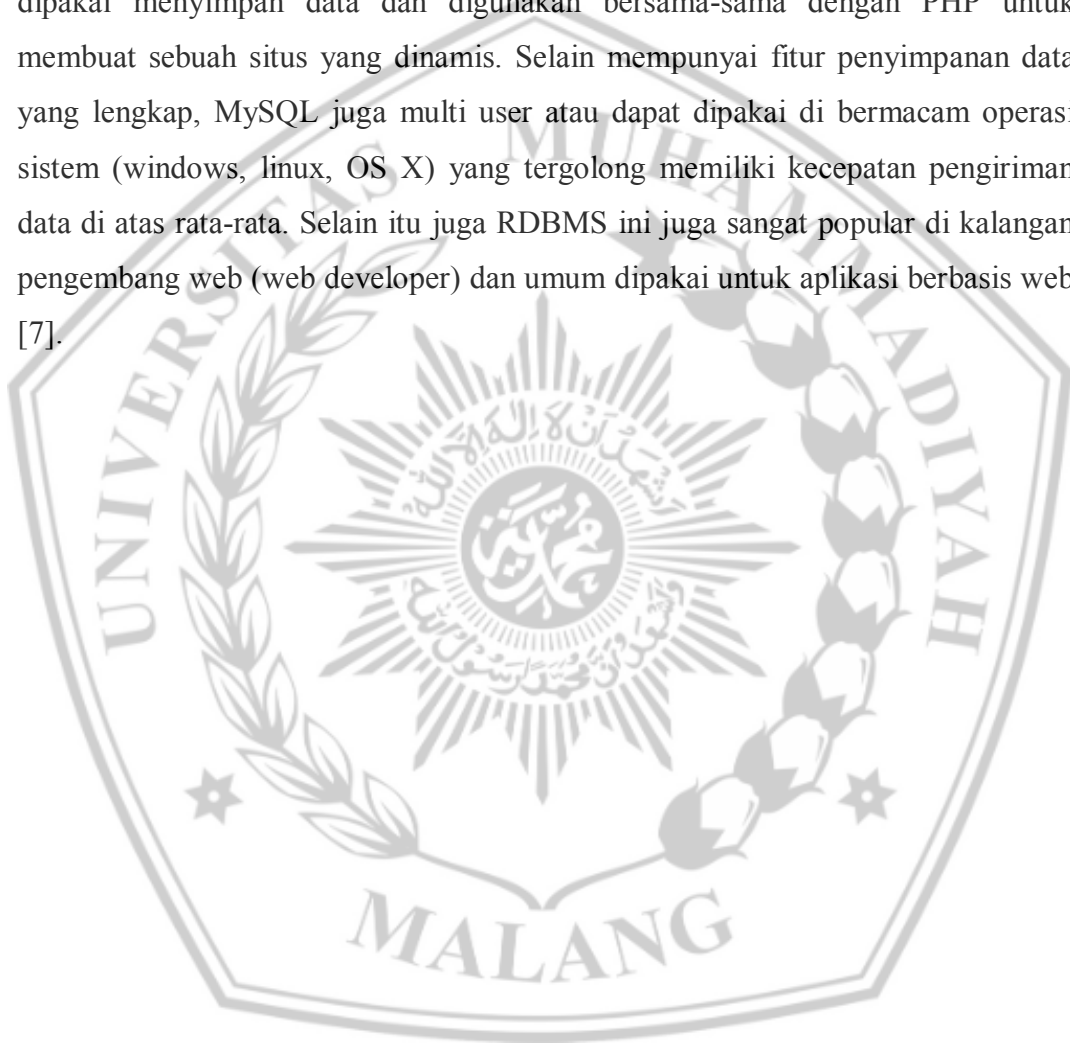 dipakai menyimpan data dan digunakan bersama-sama dengan PHP untuk
membuat sebuah situs yang dinamis. Selain mempunyai fitur penyimpanan data
yang lengkap, MySQL juga multi user atau dapat dipakai di bermacam operasi
sistem (windows, linux, OS X) yang tergolong memiliki kecepatan pengiriman
data di atas rata-rata. Selain itu juga RDBMS ini juga sangat popular di kalangan
pengembang web (web developer) dan umum dipakai untuk aplikasi berbasis web
[7].
UNIVERSITAS MUHAMMADIYAH
MALANG